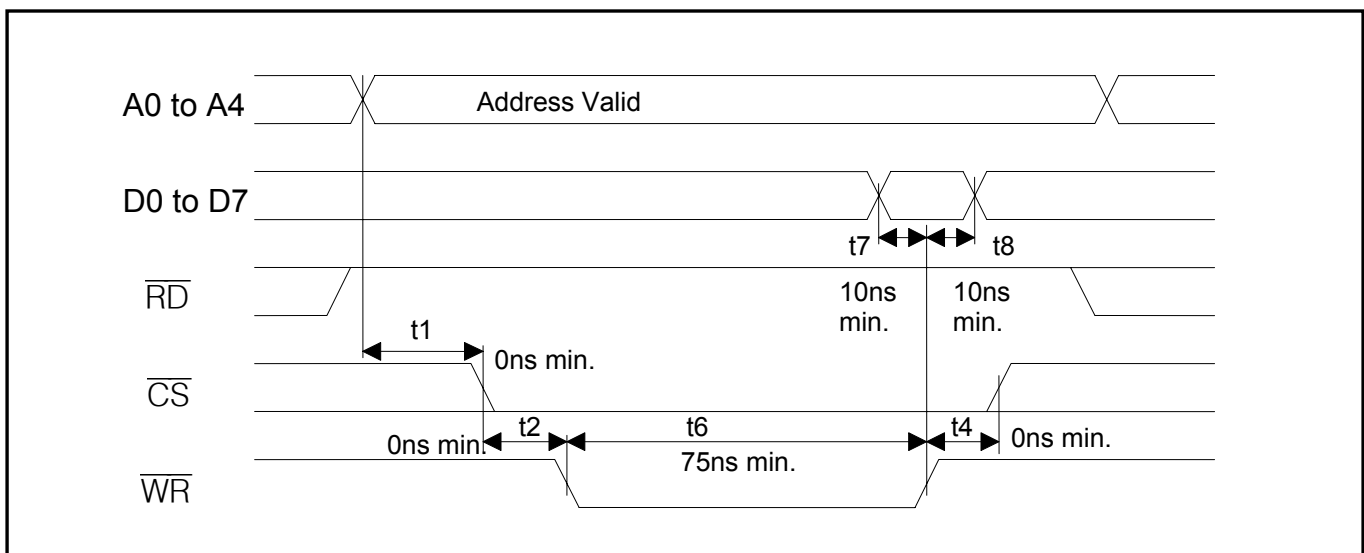 A0 to A4
Address Valid
D0 to D7
t7
t8
RD
10ns
min.
10ns
min.
t1
0ns min.
CS
t2
t6
t4
0ns min.
75ns min.
0ns min.
WR